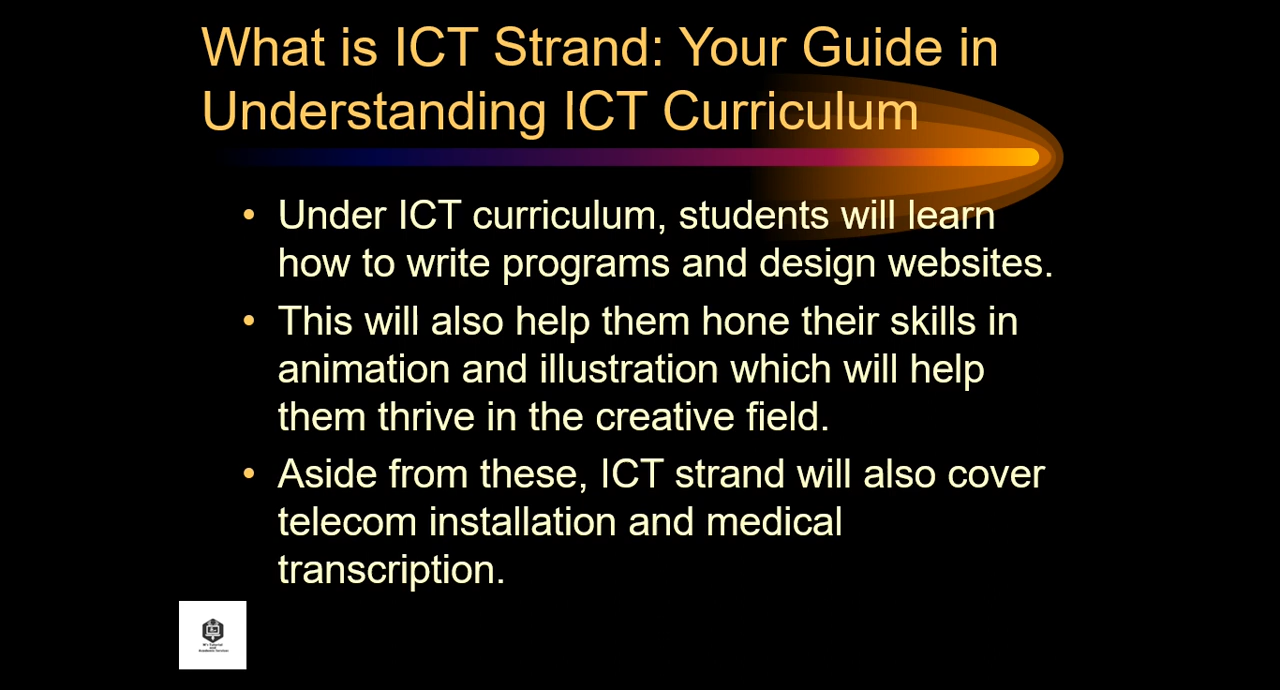 What is ICT Strand: Your Guide in
Understanding ICT Curriculum
• Under ICT curriculum, students will learn
how to write programs and design websites.
• This will also help them hone their skills in
animation and illustration which will help
them thrive in the creative field.
• Aside from these, ICT strand will also cover
telecom installation and medical
transcription.